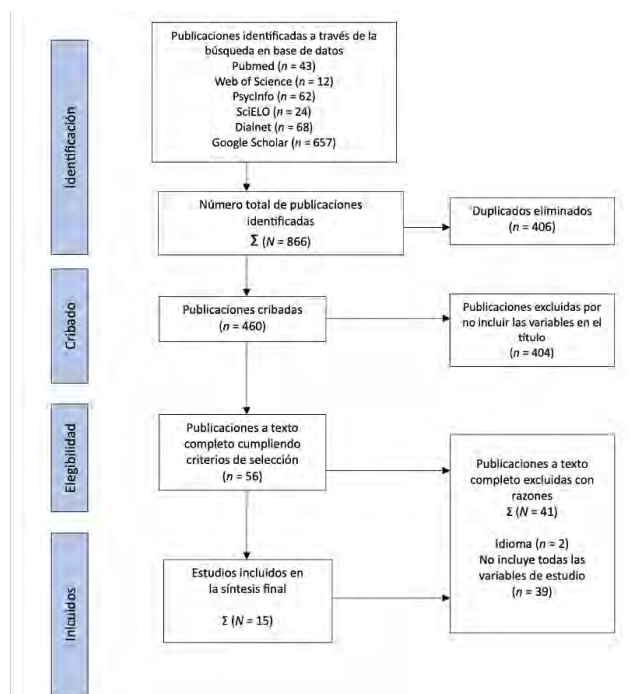 Identificación
Publicaciones identificadas a través de la
búsqueda en base de datos
Pubmed (n = 43)
Web of Science (n = 12)
PsycInfo (n = 62)
SciELO (n = 24)
Dialnet (n = 68)
Google Scholar (n = 657)
Número total de publicaciones
identificadas
Σ (N = 866)
Duplicados eliminados
(n = 406)
Cribado
Publicaciones cribadas
(n = 460)
Publicaciones excluidas por
no incluir las variables en el
título
(n = 404)
Elegibilidad
Publicaciones a texto
completo cumpliendo
criterios de selección
(n = 56)
Publicaciones a texto
completo excluidas con
razones
Σ (N = 41)
Idioma (n = 2)
No incluye todas las
variables de estudio
(n = 39)
Inlcuidos
Estudios incluidos en
la síntesis final
Σ (N = 15)